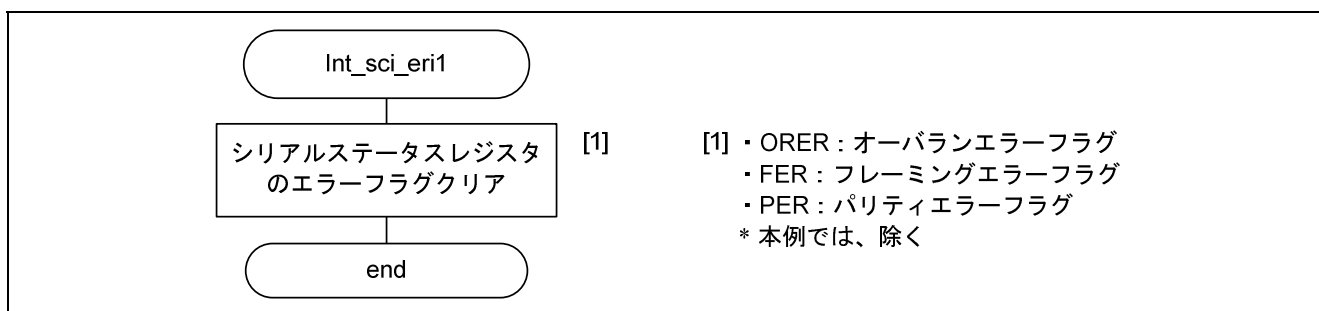 Int_sci_eri1
シリアルステータスレジスタ
のエラーフラグクリア
[1]
end
[1] ・ORER：オーバランエラーフラグ
・FER：フレーミングエラーフラグ
・PER：パリティエラーフラグ
* 本例では、除く